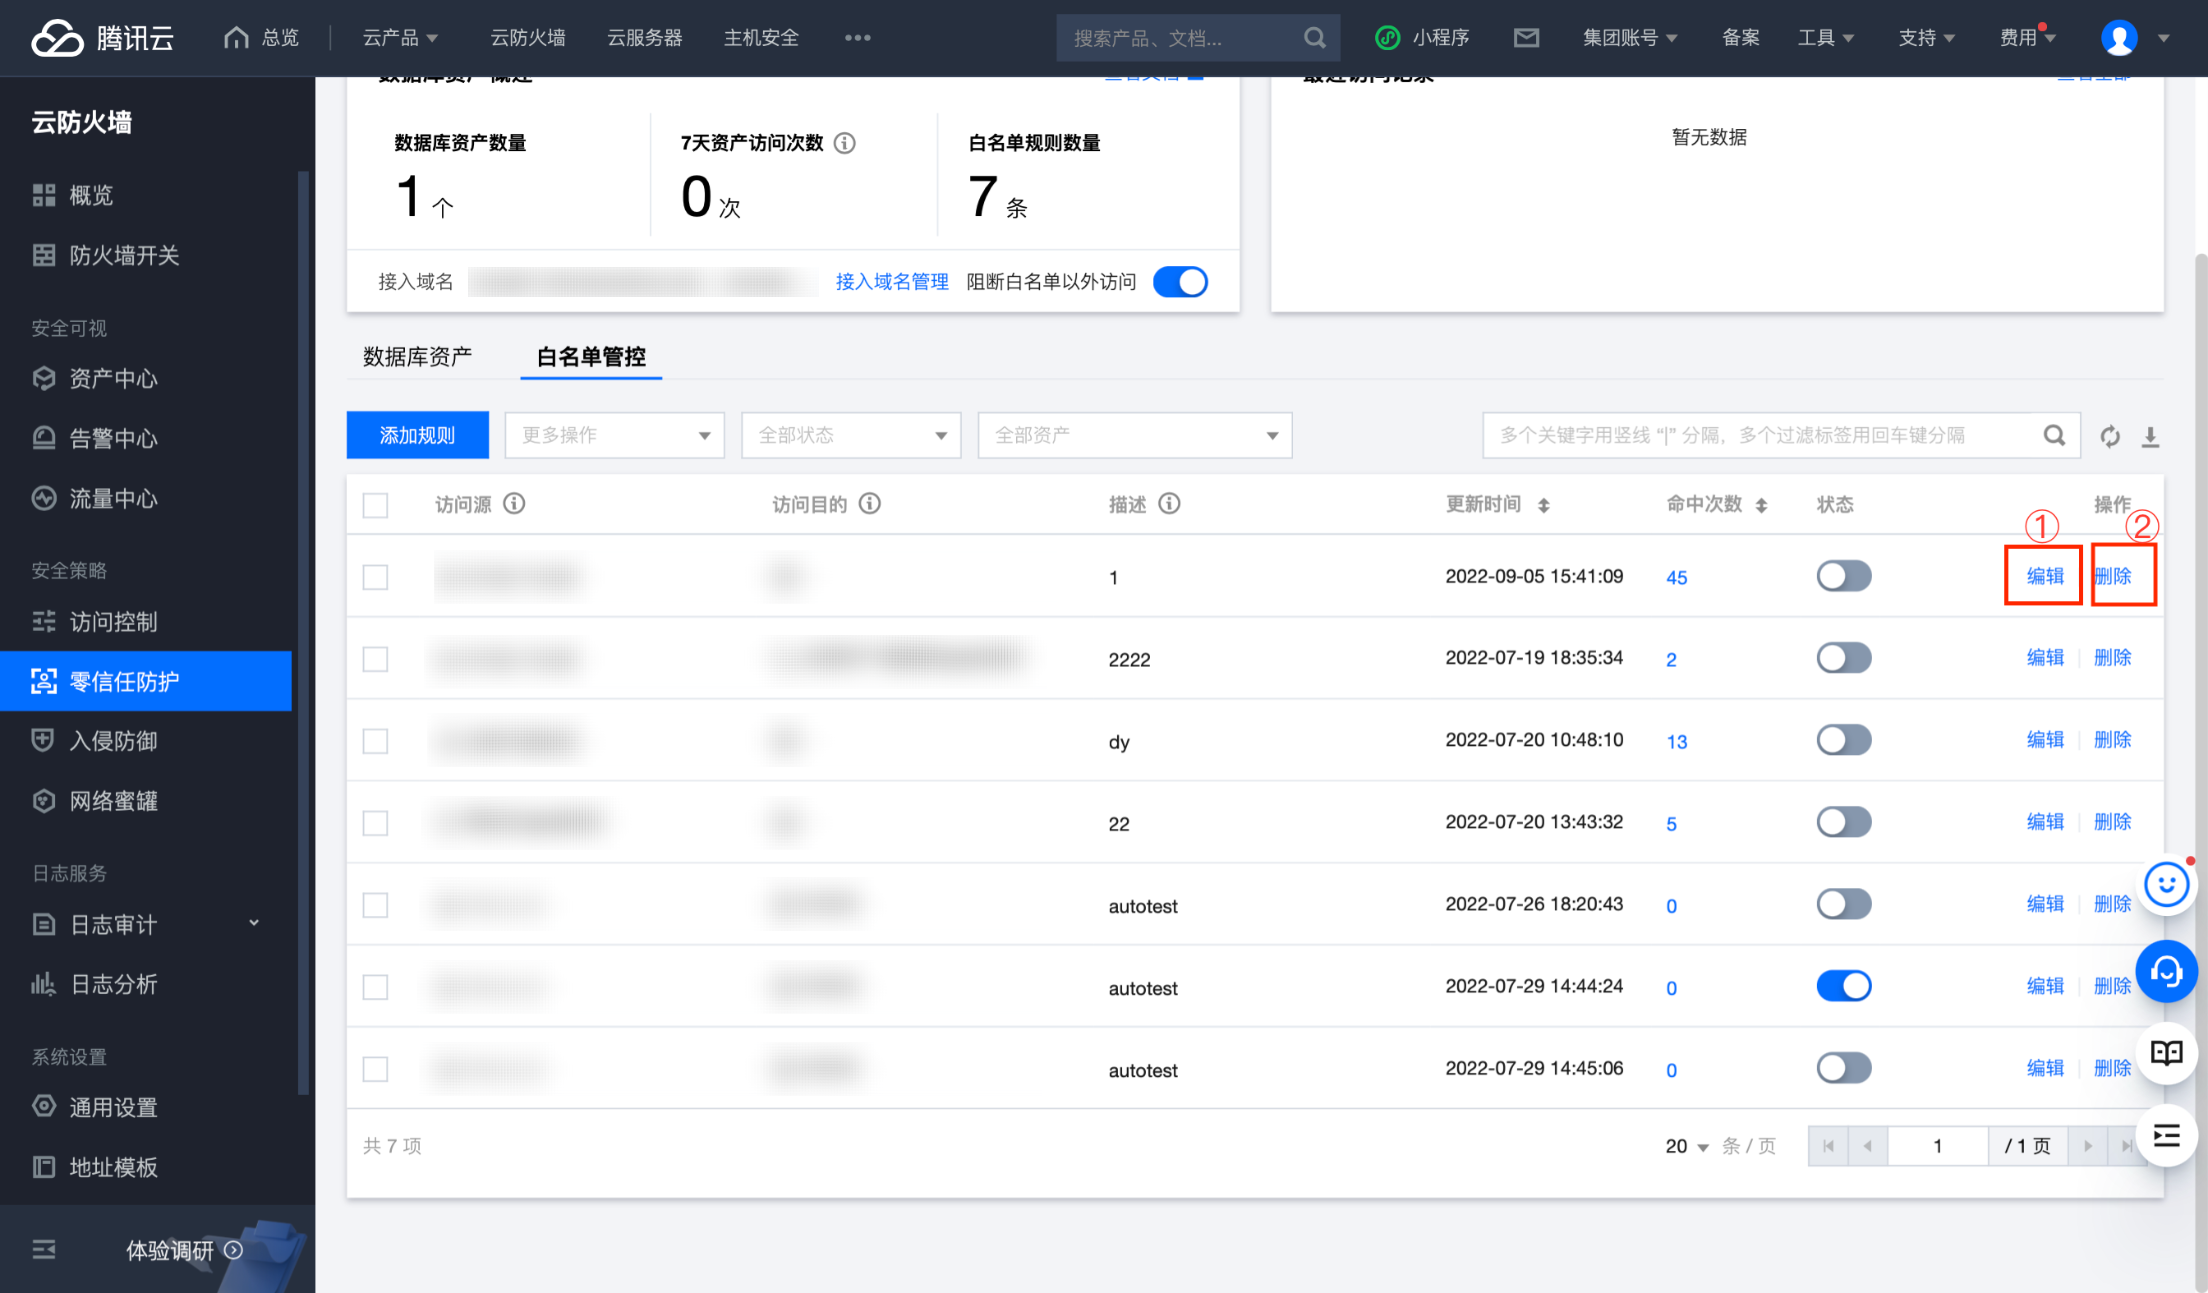 腾讯云
总览
云产品
云防火墙
云服务器
主机安全
•••
搜索产品、文档...
小程序
集团账号
备案
工具
支持
费用
云防火墙
概览
防火墙开关
安全可视
资产中心
告警中心
流量中心
安全策略
访问控制
零信任防护
入侵防御
网络蜜罐
日志服务
日志审计
日志分析
系统设置
通用设置
地址模板
体验调研
数据库资产概述
最近访问记录
数据库资产数量
1 个
7天资产访问次数
0 次
白名单规则数量
7 条
暂无数据
接入域名
接入域名管理
阻断白名单以外访问
数据库资产
白名单管控
添加规则
更多操作
全部状态
全部资产
多个关键字用竖线 “|” 分隔，多个过滤标签用回车键分隔
访问源 访问目的 描述 更新时间 命中次数 状态 操作
① ②
1 2022-09-05 15:41:09 45 编辑 删除
2222 2022-07-19 18:35:34 2 编辑 删除
dy 2022-07-20 10:48:10 13 编辑 删除
22 2022-07-20 13:43:32 5 编辑 删除
autotest 2022-07-26 18:20:43 0 编辑 删除
autotest 2022-07-29 14:44:24 0 编辑 删除
autotest 2022-07-29 14:45:06 0 编辑 删除
共 7 项
20 条 / 页
1 / 1 页